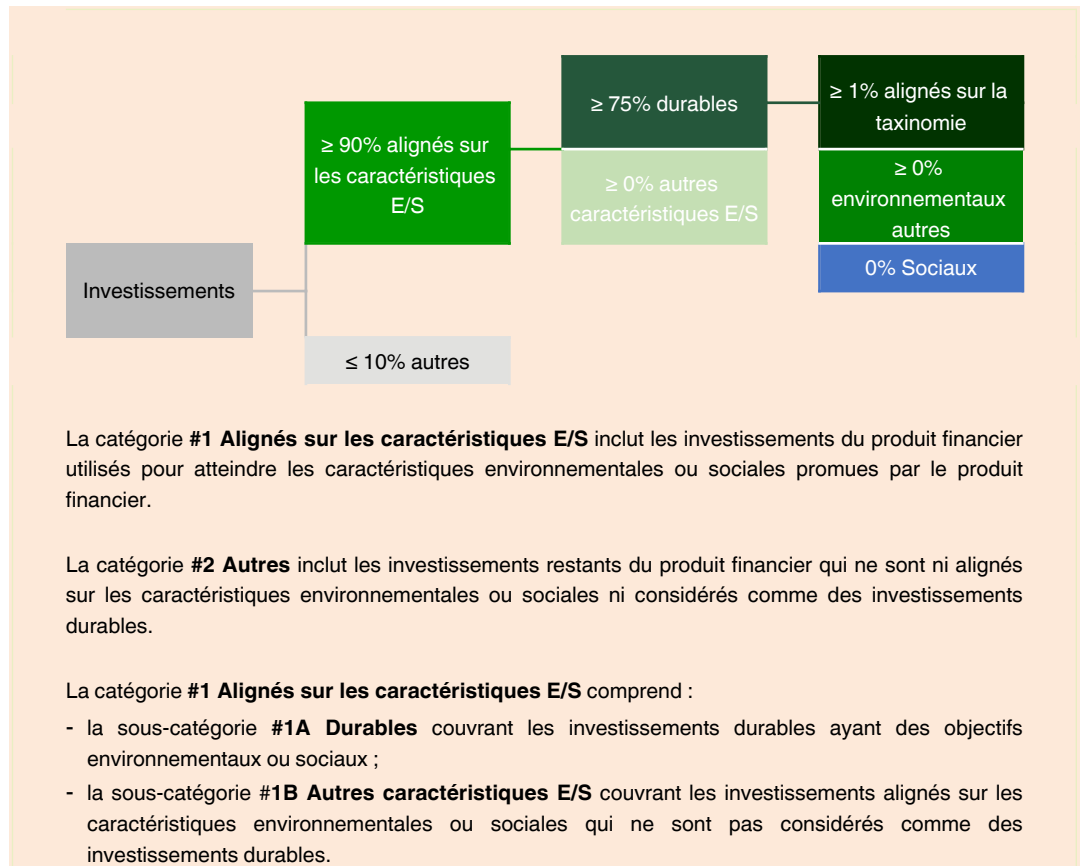 ≥ 75% durables
≥ 1% alignés sur la
taxinomie
≥ 90% alignés sur
les caractéristiques
E/S
≥ 0% autres
caractéristiques E/S
≥ 0%
environnementaux
autres
0% Sociaux
Investissements
≤ 10% autres
La catégorie #1 Alignés sur les caractéristiques E/S inclut les investissements du produit financier
utilisés pour atteindre les caractéristiques environnementales ou sociales promues par le produit
financier.
La catégorie #2 Autres inclut les investissements restants du produit financier qui ne sont ni alignés
sur les caractéristiques environnementales ou sociales ni considérés comme des investissements
durables.
La catégorie #1 Alignés sur les caractéristiques E/S comprend :
- la sous-catégorie #1A Durables couvrant les investissements durables ayant des objectifs
environnementaux ou sociaux ;
- la sous-catégorie #1B Autres caractéristiques E/S couvrant les investissements alignés sur les
caractéristiques environnementales ou sociales qui ne sont pas considérés comme des
investissements durables.